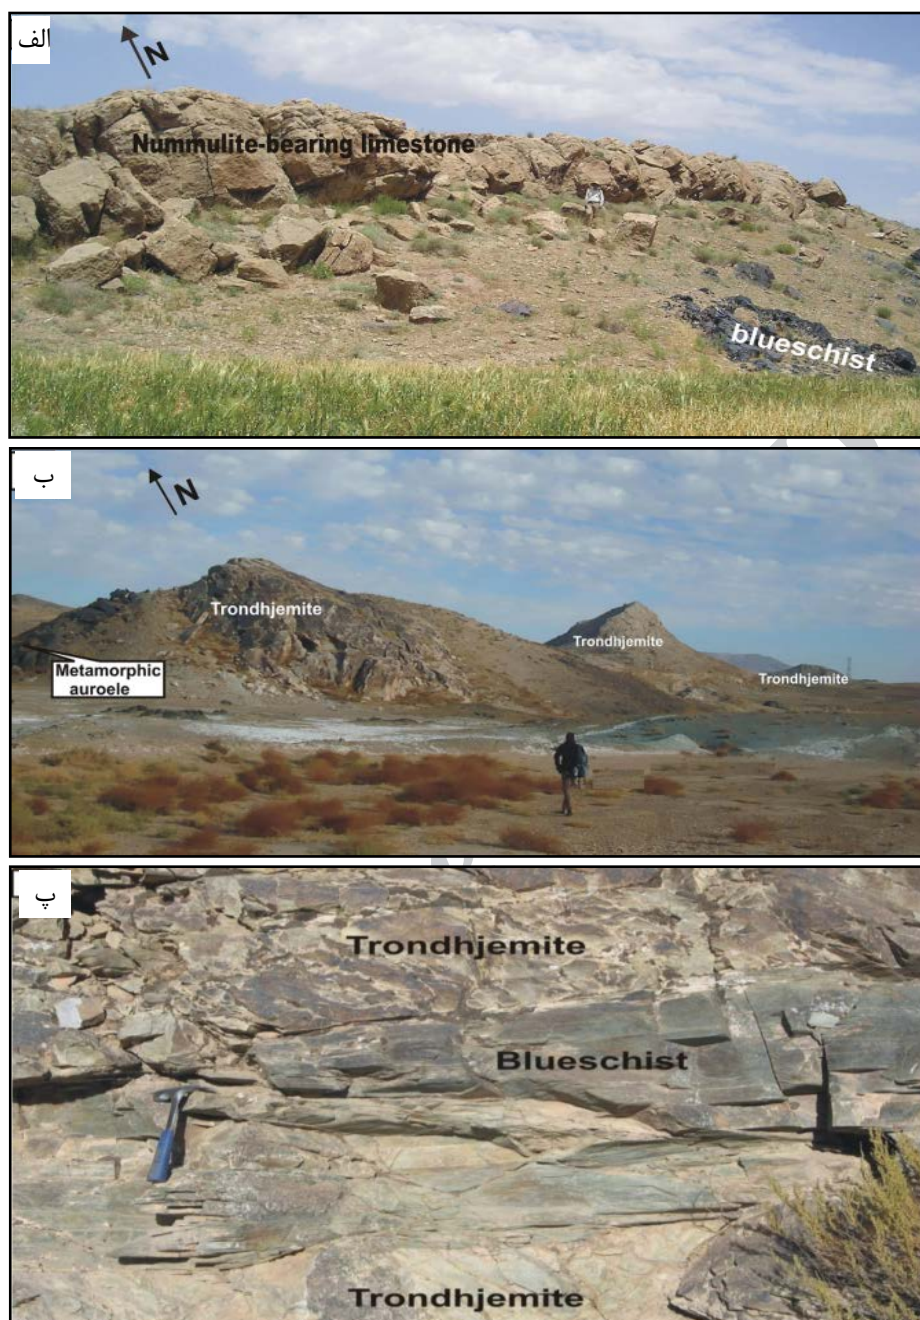 الف
N
Nummulite-bearing limestone
blueschist
ب
N
Trondhjemite
Trondhjemite
Trondhjemite
Metamorphic
auroele
پ
Trondhjemite
Blueschist
Trondhjemite